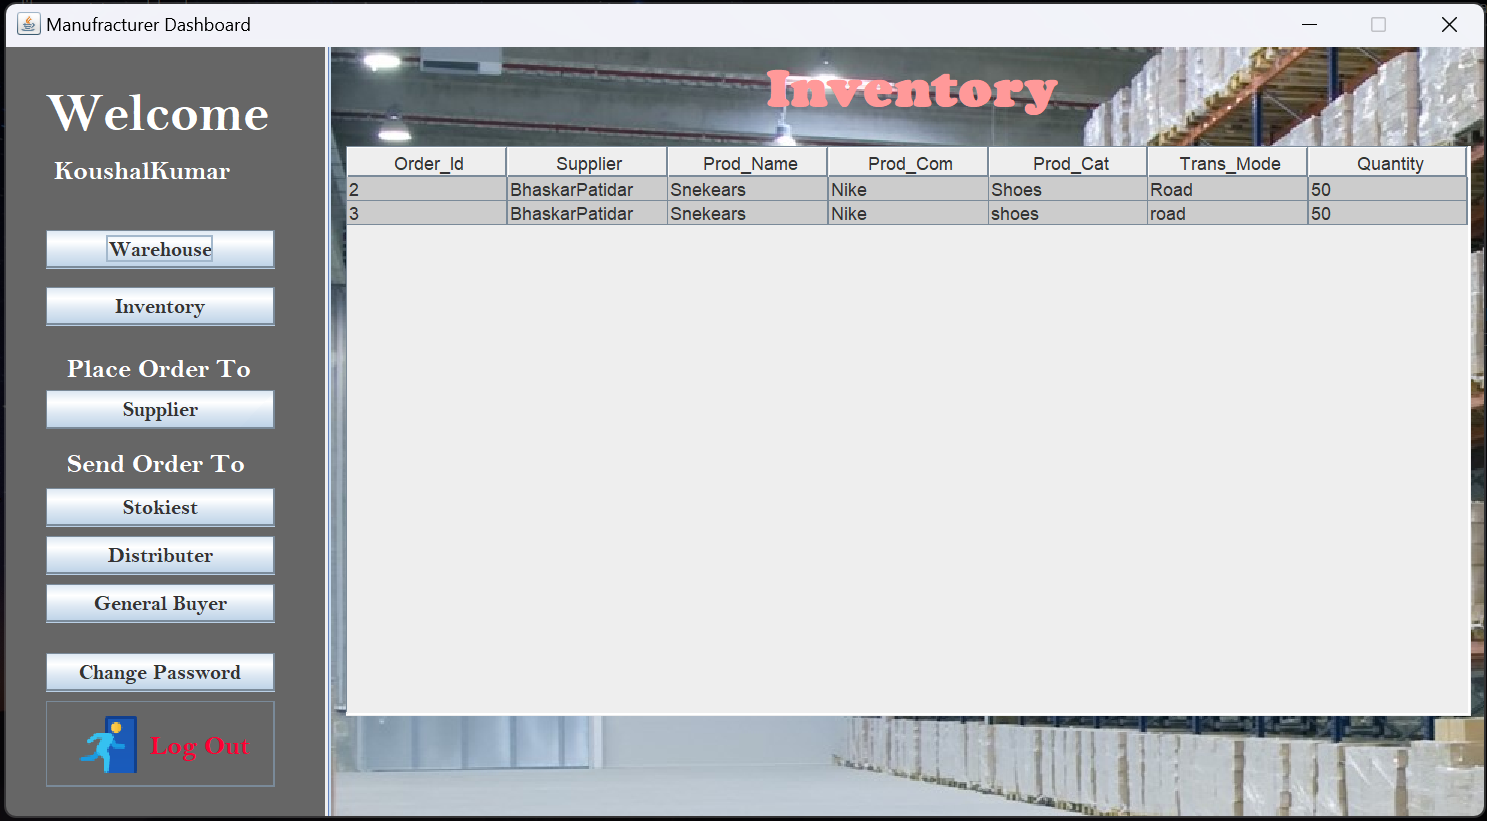 Manufracturer Dashboard
Welcome
KoushalKumar
Warehouse
Inventory
Place Order To
Supplier
Send Order To
Stokiest
Distributer
General Buyer
Change Password
Log Out
Inventory
Order_Id Supplier Prod_Name Prod_Com Prod_Cat Trans_Mode Quantity
2 BhaskarPatidar Snekears Nike Shoes Road 50
3 BhaskarPatidar Snekears Nike shoes road 50